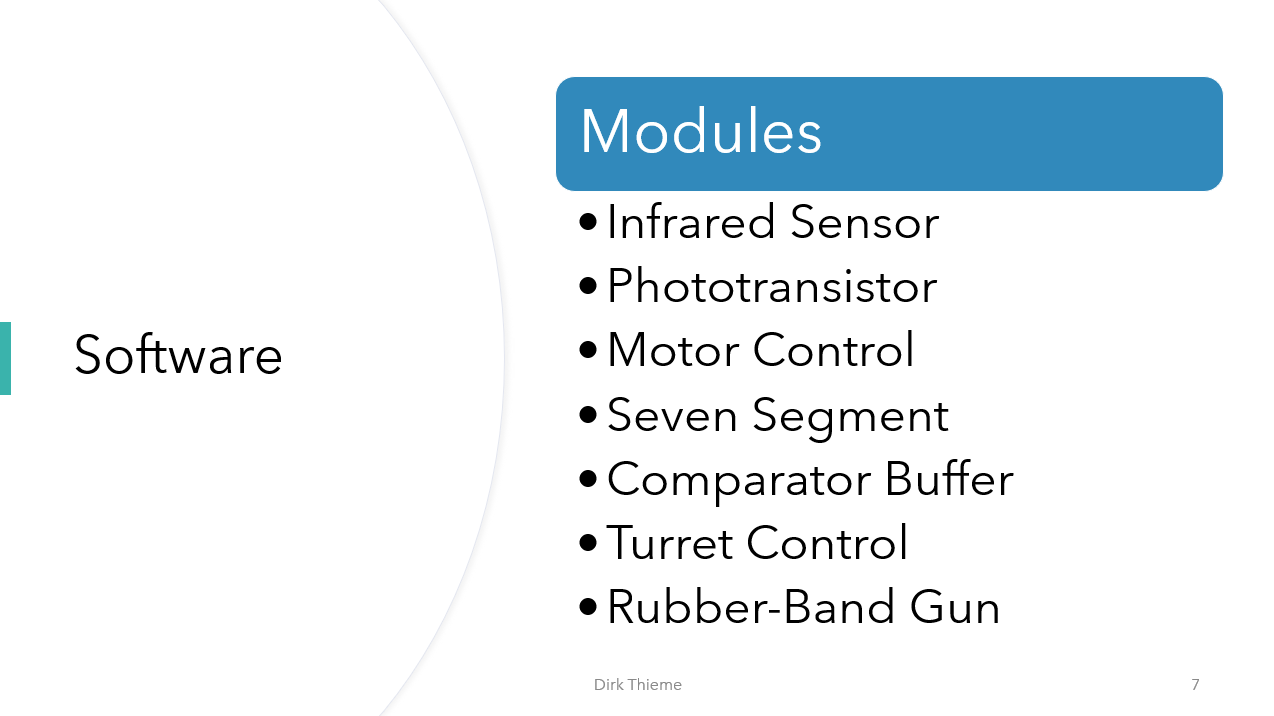 Software
Modules
•Infrared Sensor
•Phototransistor
•Motor Control
•Seven Segment
•Comparator Buffer
•Turret Control
•Rubber-Band Gun
Dirk Thieme
7